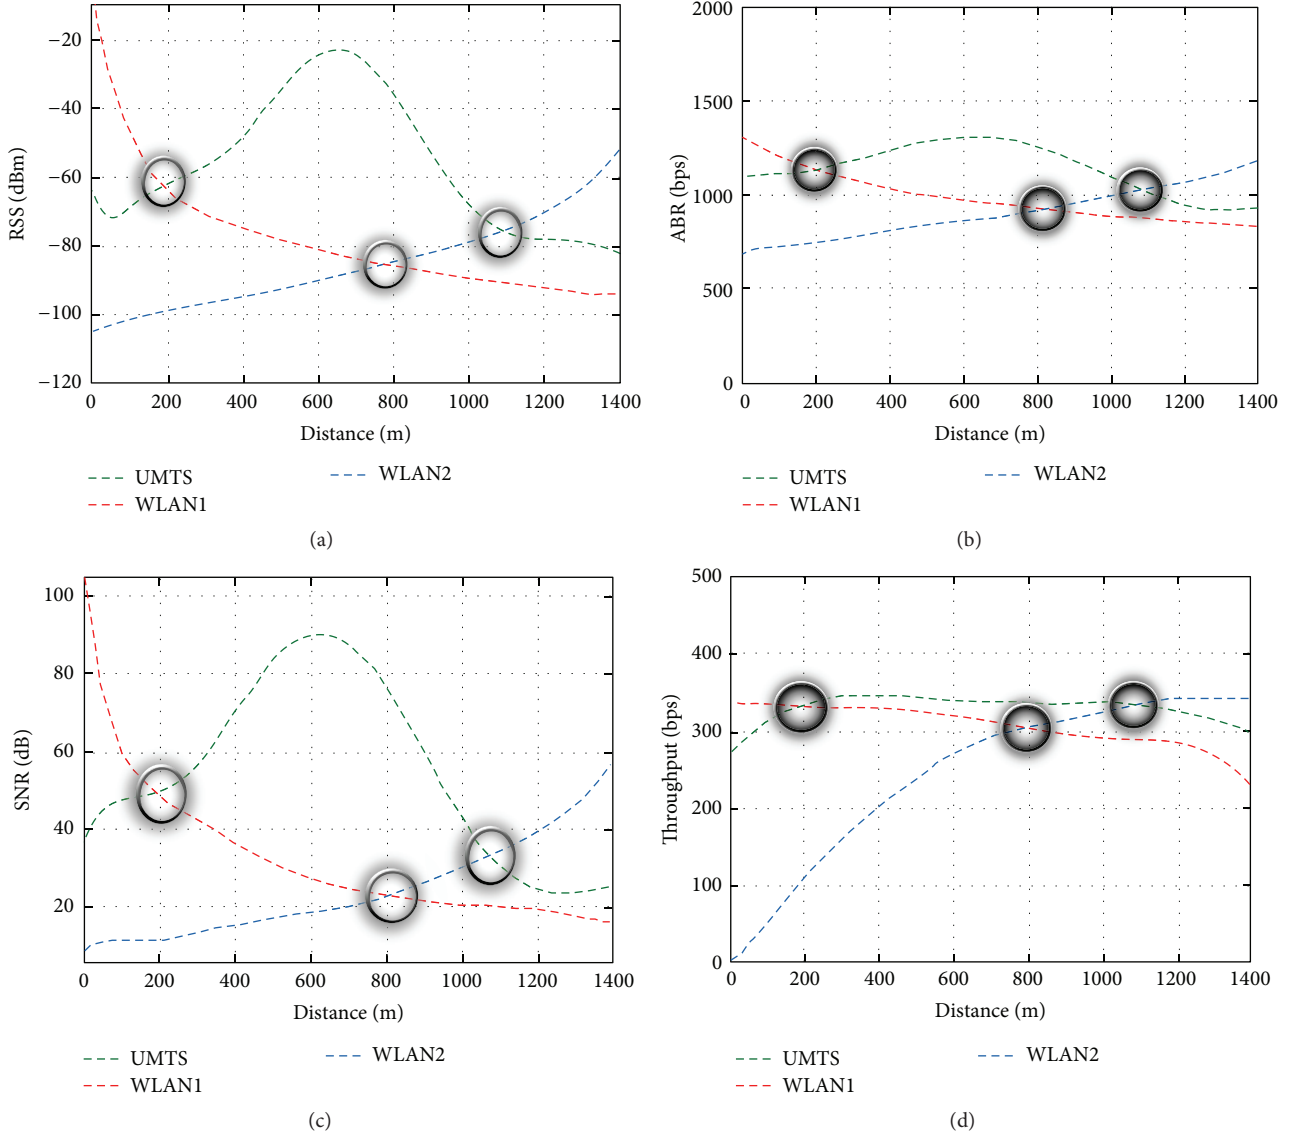 −20
−40
−60
−80
−100
−120
RSS (dBm)
0 200 400 600 800 1000 1200 1400
Distance (m)
UMTS
WLAN1
WLAN2
(a)
2000
1500
1000
500
0
ABR (bps)
0 200 400 600 800 1000 1200 1400
Distance (m)
UMTS
WLAN1
WLAN2
(b)
100
80
60
40
20
SNR (dB)
0 200 400 600 800 1000 1200 1400
Distance (m)
UMTS
WLAN1
WLAN2
(c)
500
400
300
200
100
0
Throughput (bps)
0 200 400 600 800 1000 1200 1400
Distance (m)
UMTS
WLAN1
WLAN2
(d)